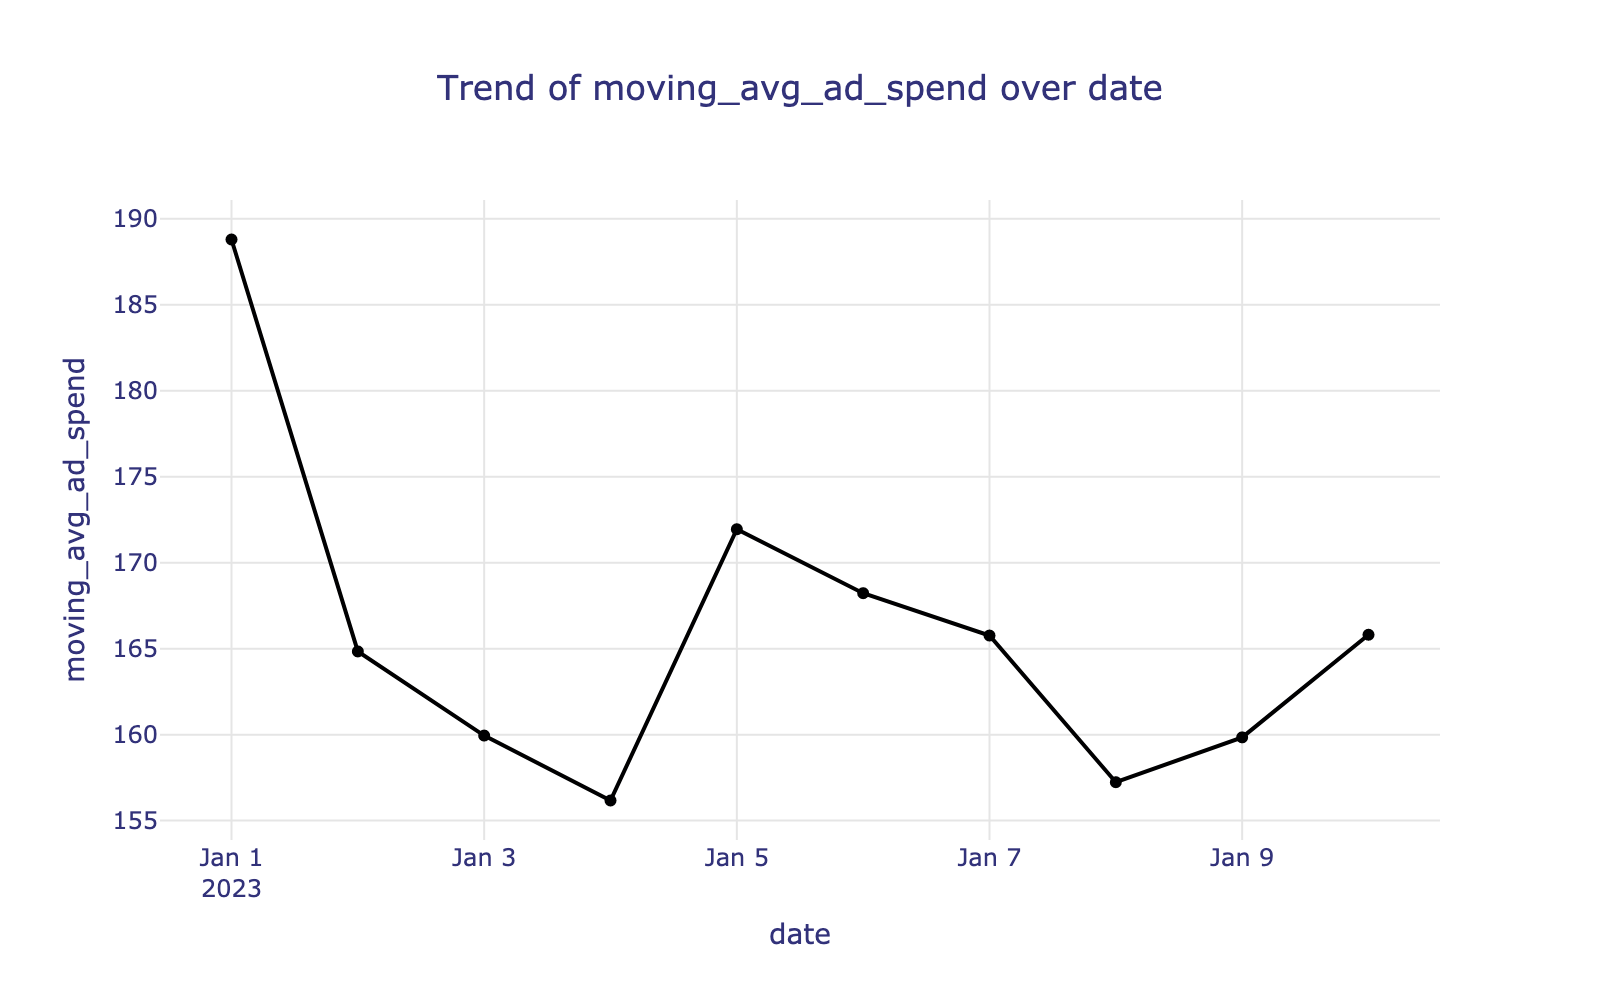 Trend of moving_avg_ad_spend over date
moving_avg_ad_spend
190
185
180
175
170
165
160
155
Jan 1
2023
Jan 3
Jan 5
Jan 7
Jan 9
date